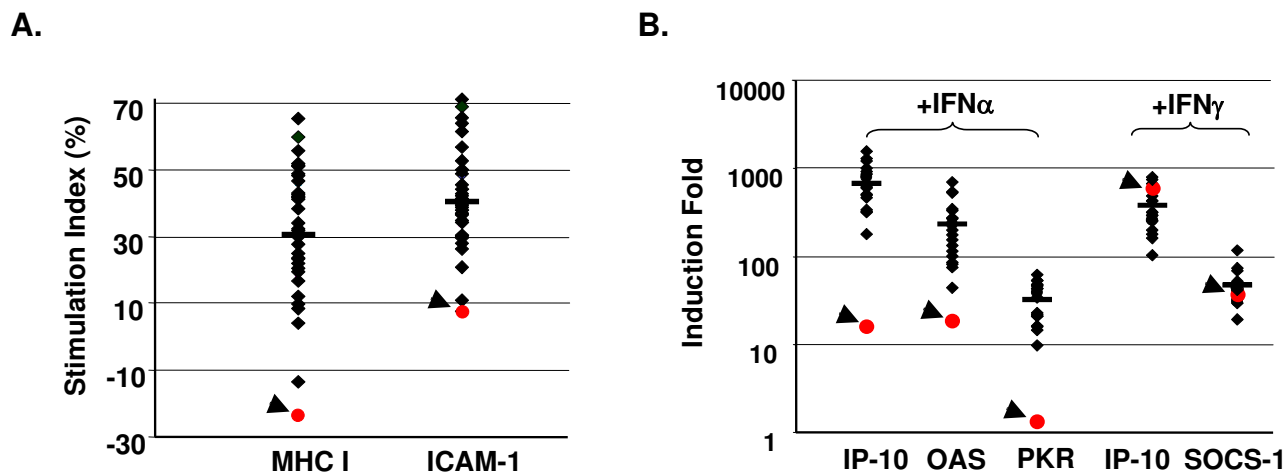 A.
Stimulation Index (%)
70
50
30
10
-10
-30
MHC I ICAM-1
B.
Induction Fold
10000
1000
100
10
1
+IFNα +IFNγ
IP-10 OAS PKR IP-10 SOCS-1